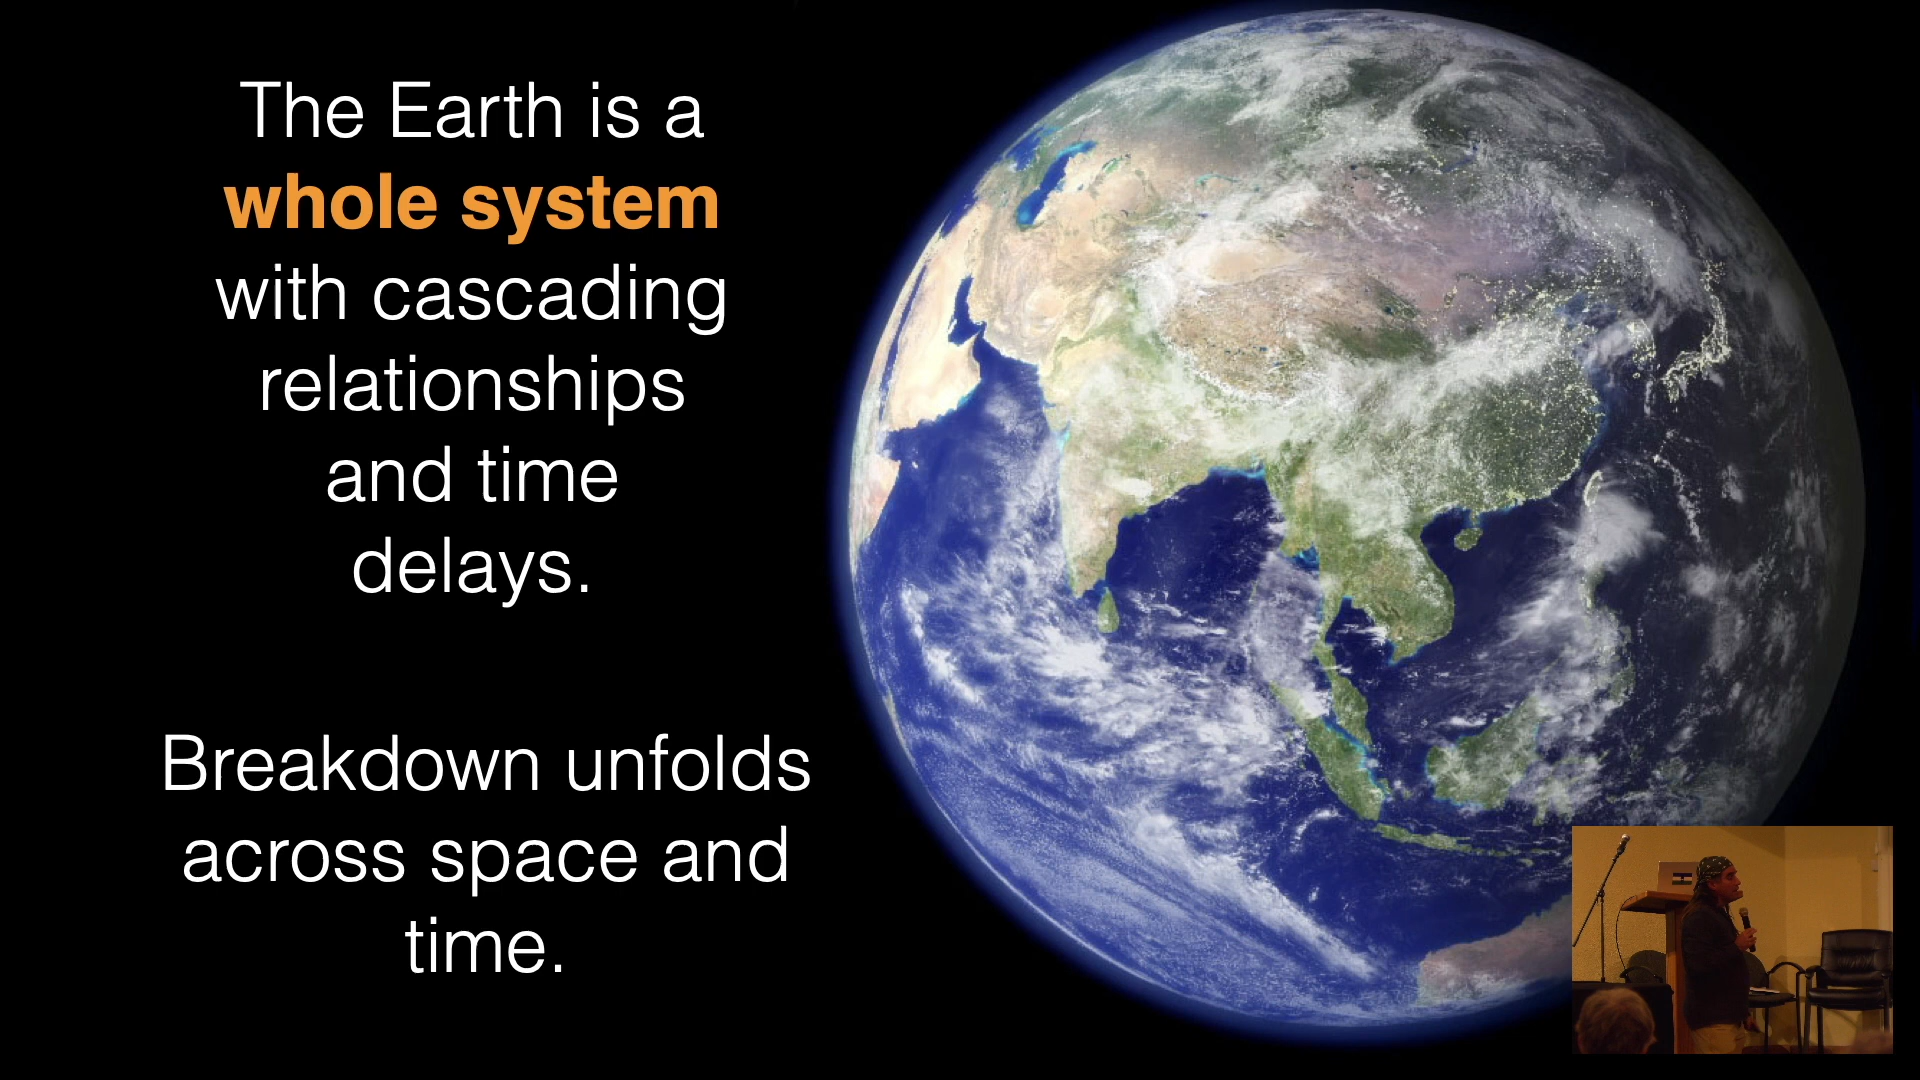 The Earth is a
whole system
with cascading
relationships
and time
delays.
Breakdown unfolds
across space and
time.